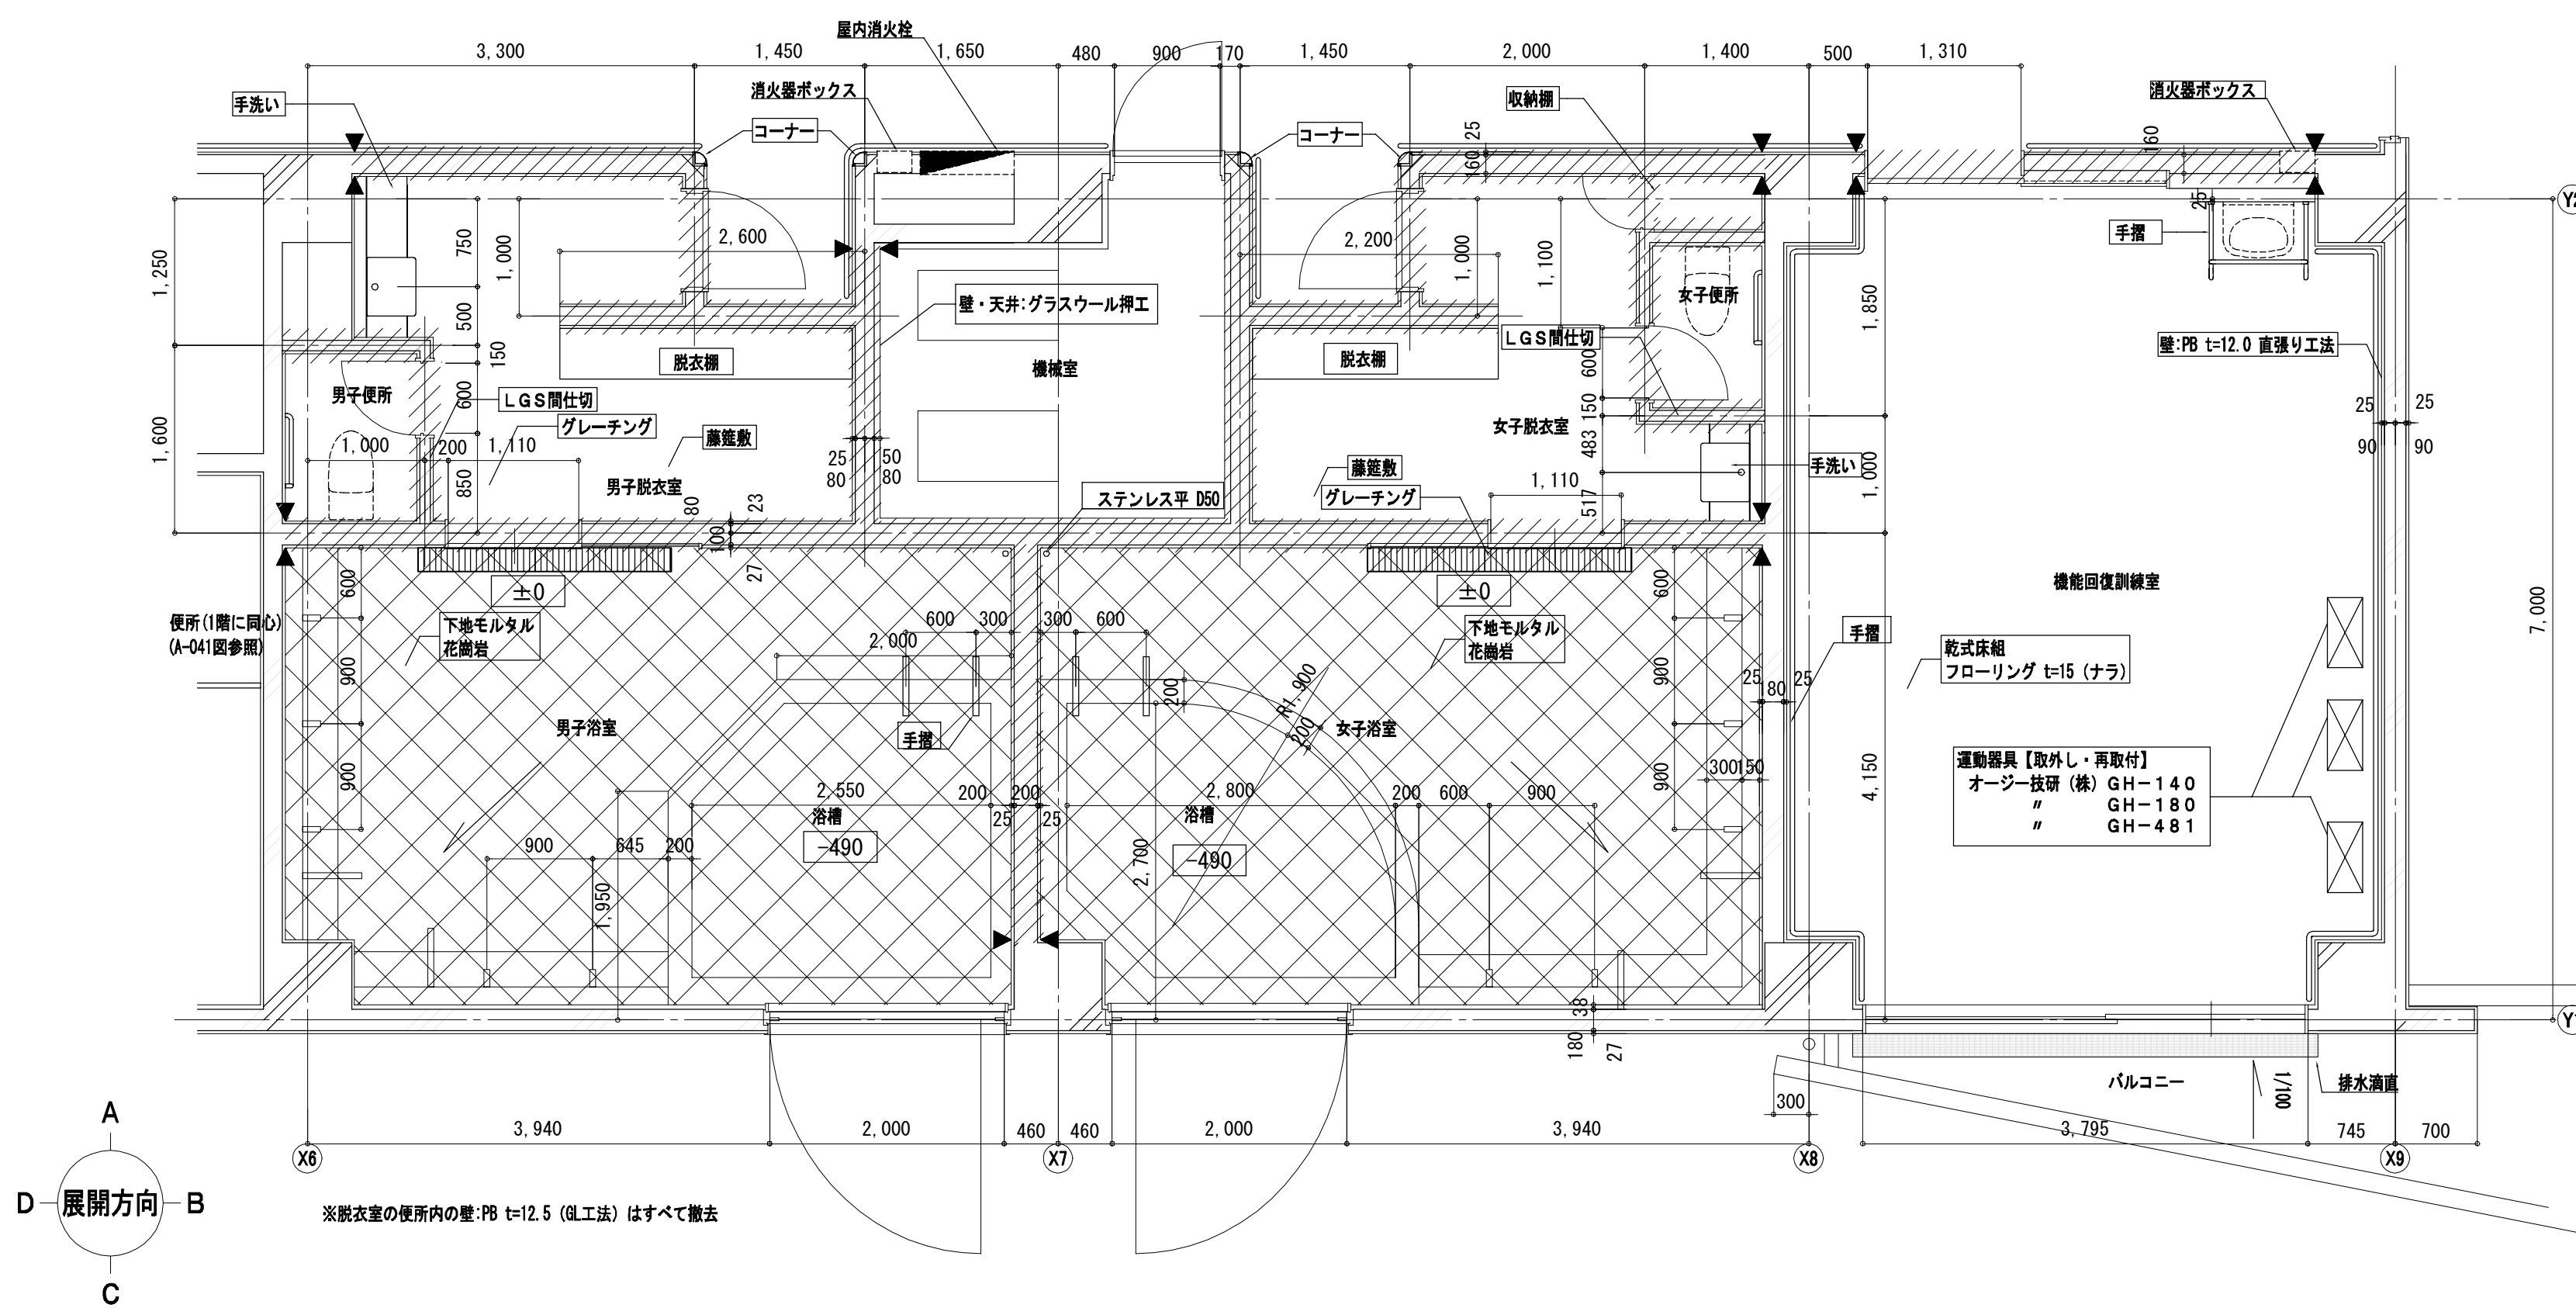 屋内消火栓
3,300
1,450
1,650
480
900
170
1,450
2,000
1,400
500
1,310
手洗い
消火器ボックス
コーナー
コーナー
収納棚
消火器ボックス
25
160
160
Y2
25
手摺
1,250
750
1,000
2,600
2,200
1,000
1,100
女子便所
1,850
500
150
壁・天井:グラスウール押エ
LGS間仕切
壁:PB t=12.0 直張り工法
脱衣棚
機械室
脱衣棚
600
男子便所
600
LGS間仕切
グレーチング
150
25
25
90
90
1,600
1,000
200
1,110
藤筵敷
女子脱衣室
483
850
男子脱衣室
25
80
50
80
藤筵敷
手洗い
1,000
グレーチング
1,110
517
80
23
ステンレス平 D50
100
27
600
±0
±0
600
機能回復訓練室
7,000
便所(1階に同心)
(A-041図参照)
下地モルタル
花崗岩
600
300
300
600
2,000
下地モルタル
花崗岩
手摺
乾式床組
フローリング t=15 (ナラ)
900
200
R1,900
200
900
25
180
25
男子浴室
手摺
女子浴室
900
900
300
150
4,150
運動器具【取外し・再取付】
オージー技研(株)GH-140
〃 GH-180
〃 GH-481
2,550
200
200
25
25
2,800
200
600
900
浴槽
浴槽
-490
-490
900
645
200
1,950
2,700
38
180
27
Y1
バルコニー
1/100
排水滴直
300
3,940
2,000
460
460
2,000
3,940
3,795
745
700
X6
X7
X8
X9
A
D
展開方向
B
C
※脱衣室の便所内の壁:PB t=12.5 (GL工法) はすべて撤去